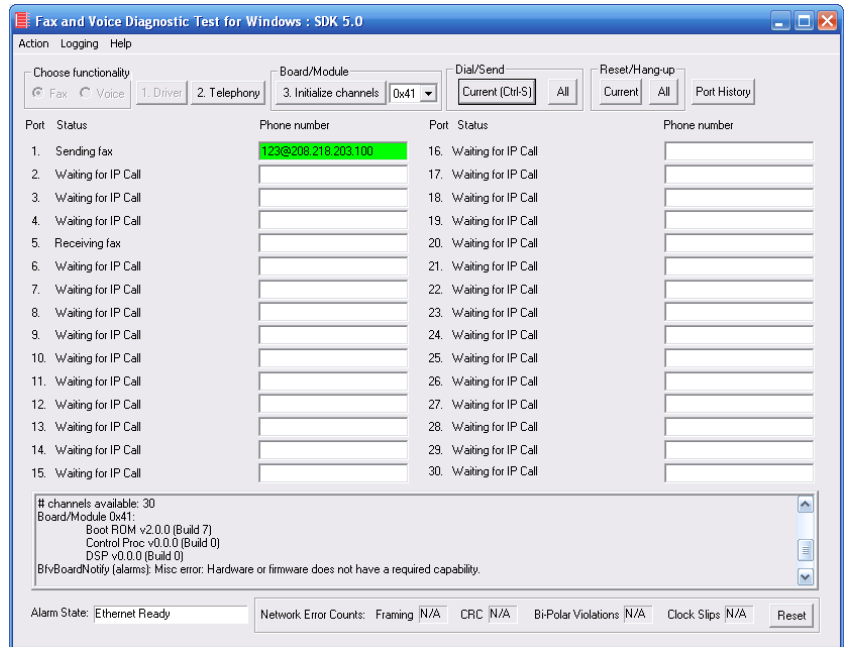 Fax and Voice Diagnostic Test for Windows : SDK 5.0
Action Logging Help
Choose functionality Board/Module Dial/Send Reset/Hang-up
Fax Voice 1. Driver 2. Telephony 3. Initialize channels 0x41 Current (Ctrl-S) All Current All Port History
Port Status Phone number Port Status Phone number
1. Sending fax 123@208.218.203.100 16. Waiting for IP Call
2. Waiting for IP Call 17. Waiting for IP Call
3. Waiting for IP Call 18. Waiting for IP Call
4. Waiting for IP Call 19. Waiting for IP Call
5. Receiving fax 20. Waiting for IP Call
6. Waiting for IP Call 21. Waiting for IP Call
7. Waiting for IP Call 22. Waiting for IP Call
8. Waiting for IP Call 23. Waiting for IP Call
9. Waiting for IP Call 24. Waiting for IP Call
10. Waiting for IP Call 25. Waiting for IP Call
11. Waiting for IP Call 26. Waiting for IP Call
12. Waiting for IP Call 27. Waiting for IP Call
13. Waiting for IP Call 28. Waiting for IP Call
14. Waiting for IP Call 29. Waiting for IP Call
15. Waiting for IP Call 30. Waiting for IP Call
# channels available: 30
Board/Module 0x41:
Boot ROM v2.0.0 (Build 7)
Control Proc v0.0.0 (Build 0)
DSP v0.0.0 (Build 0)
BfvBoardNotify (alarms): Misc error: Hardware or firmware does not have a required capability.
Alarm State: Ethernet Ready Network Error Counts: Framing N/A CRC N/A Bi-Polar Violations N/A Clock Slips N/A Reset